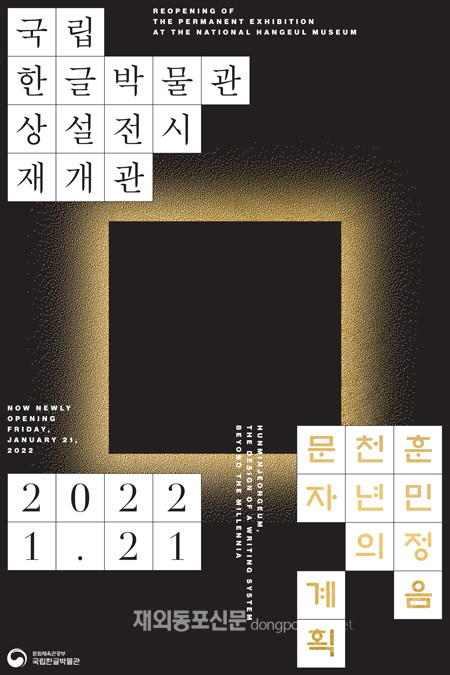 국립
한글박물관
상설전시
재개관
REOPENING OF
THE PERMANENT EXHIBITION
AT THE NATIONAL HANGEUL MUSEUM
NOW NEWLY
OPENING
FRIDAY,
JANUARY 21,
2022
2022
1.21
HUNMINJEONGEUM,
THE DESIGN OF A WRITING SYSTEM
BEYOND THE MILLENNIA
훈민정음
천년의
문자 계획
재외동포신문
문화체육관광부
국립한글박물관